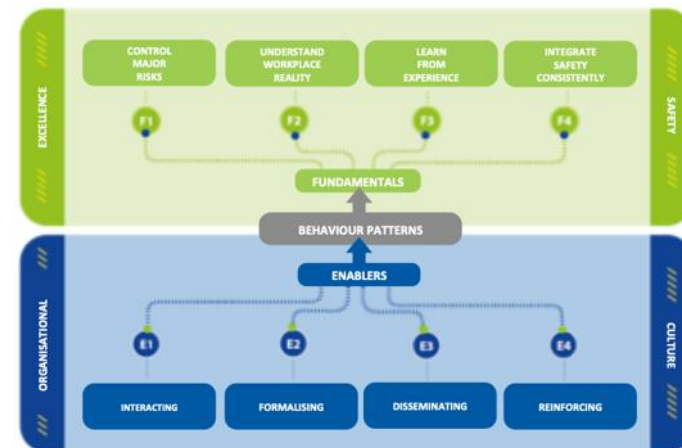 EXCELLENCE
CONTROL
MAJOR
RISKS
UNDERSTAND
WORKPLACE
REALITY
LEARN
FROM
EXPERIENCE
INTEGRATE
SAFETY
CONSISTENTLY
SAFETY
F1
F2
F3
F4
FUNDAMENTALS
BEHAVIOUR PATTERNS
ENABLERS
ORGANISATIONAL
E1
E2
E3
E4
CULTURE
INTERACTING
FORMALISING
DISSEMINATING
REINFORCING